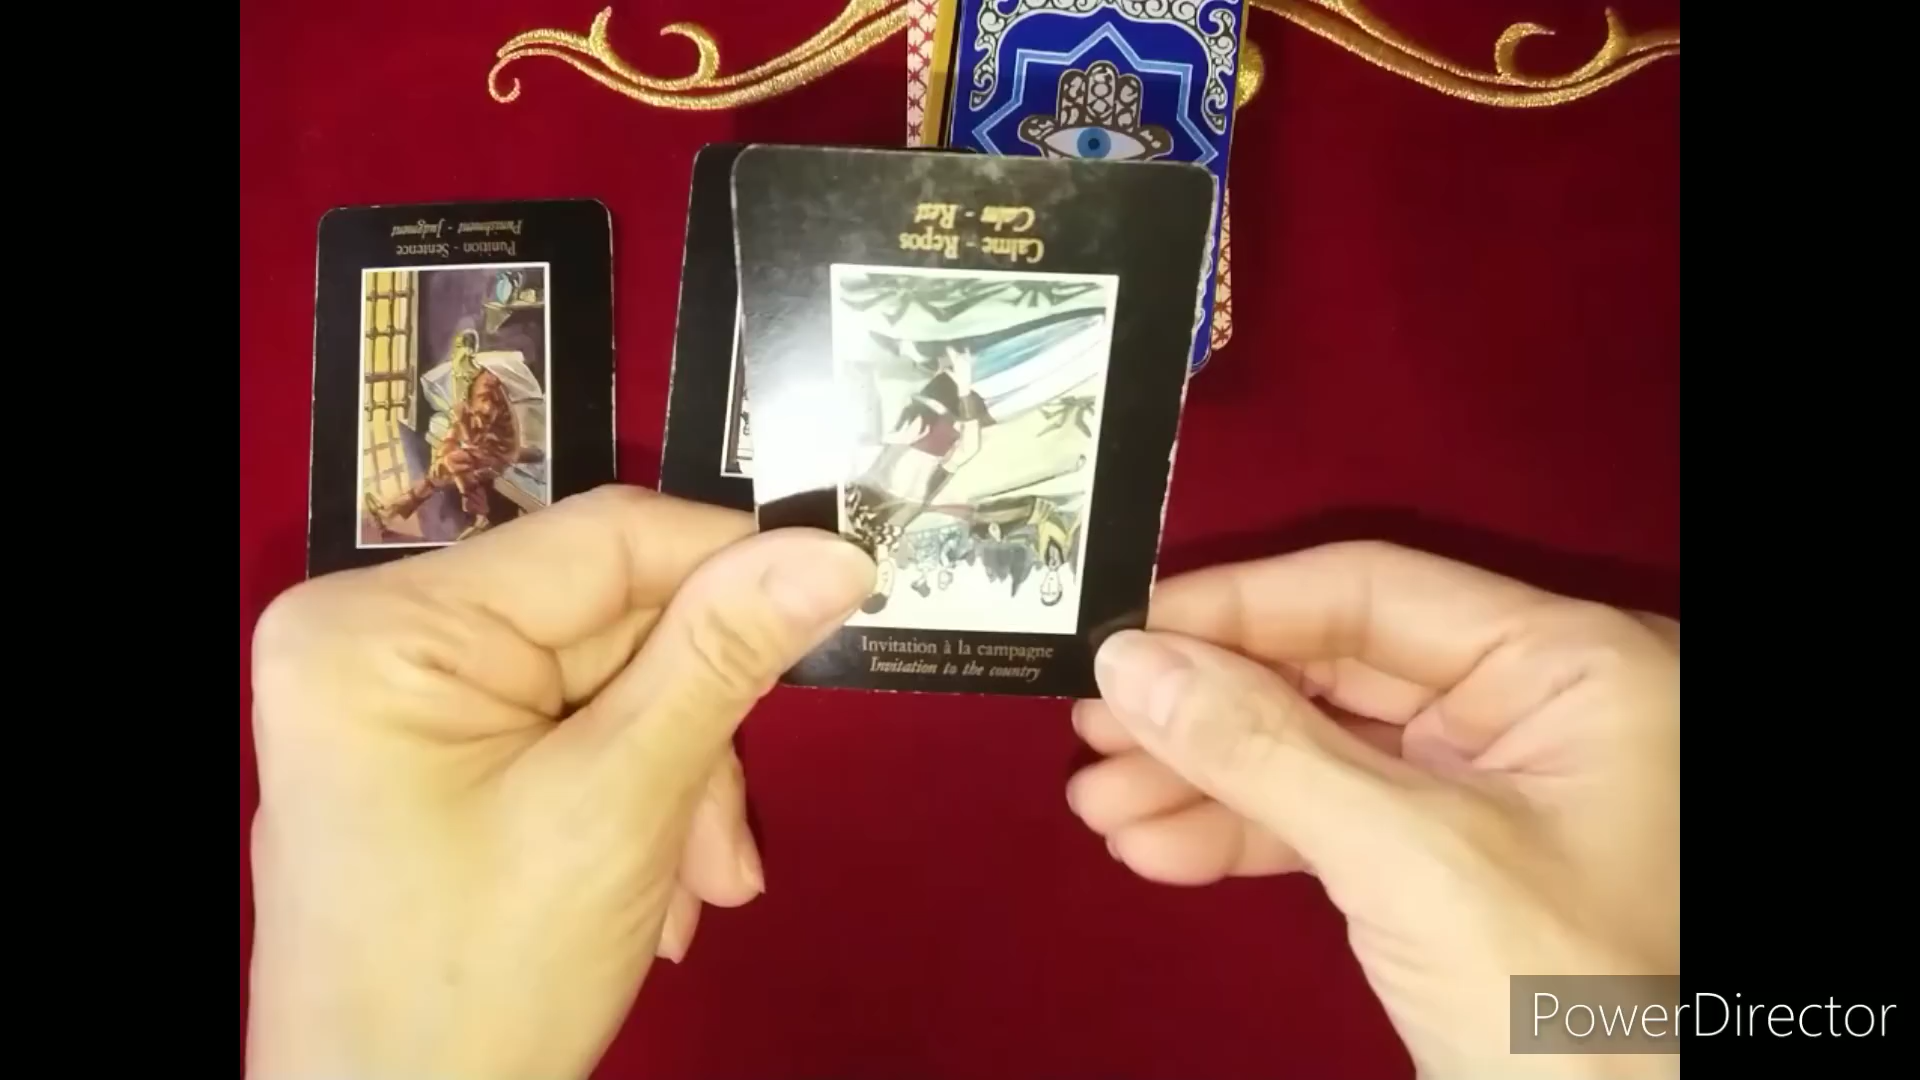 Punishment - Judgment
Punition - Sentence
Calm - Rest
Calme - Repos
Invitation à la campagne
Invitation to the country
PowerDirector